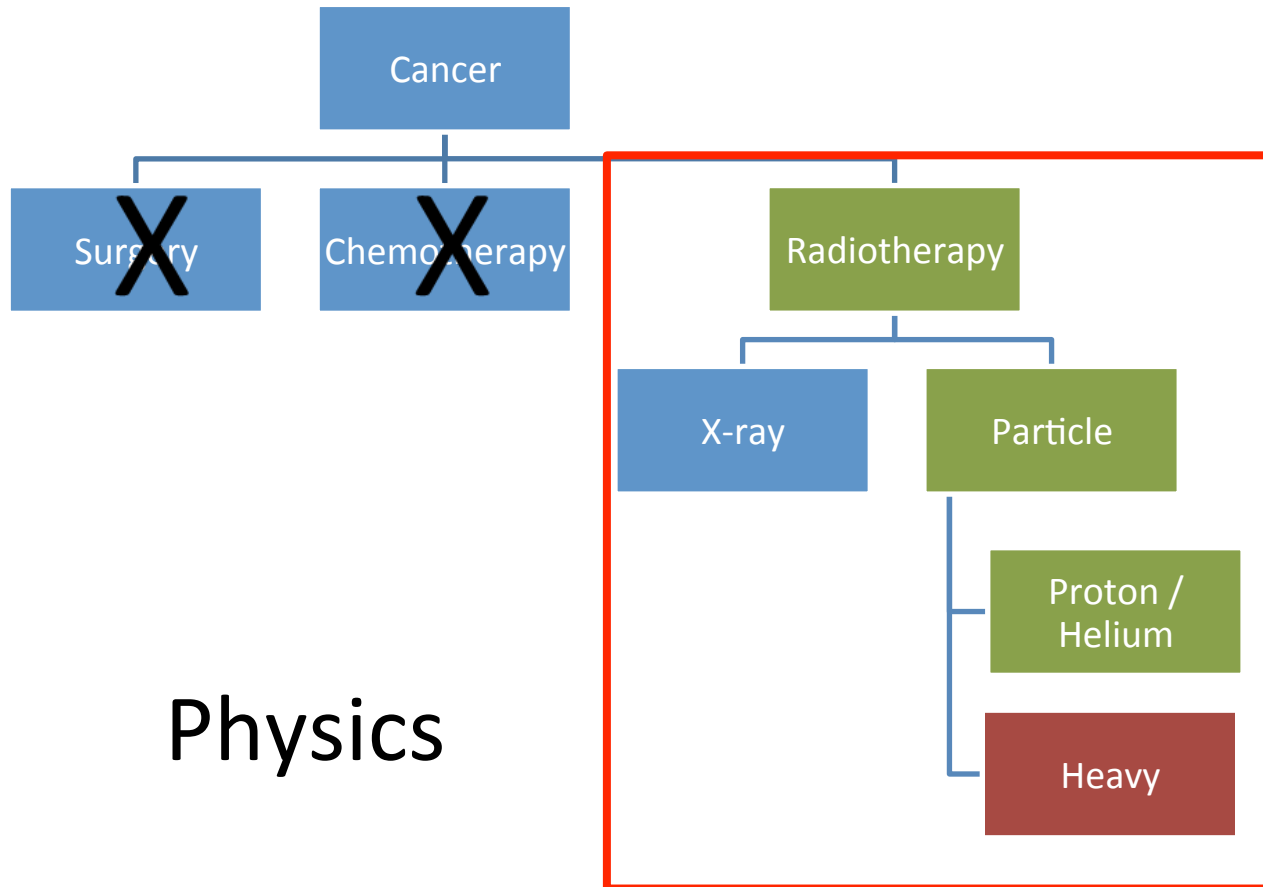 Cancer
Surgery
X
Chemotherapy
X
Radiotherapy
X-ray
Particle
Proton /
Helium
Physics
Heavy